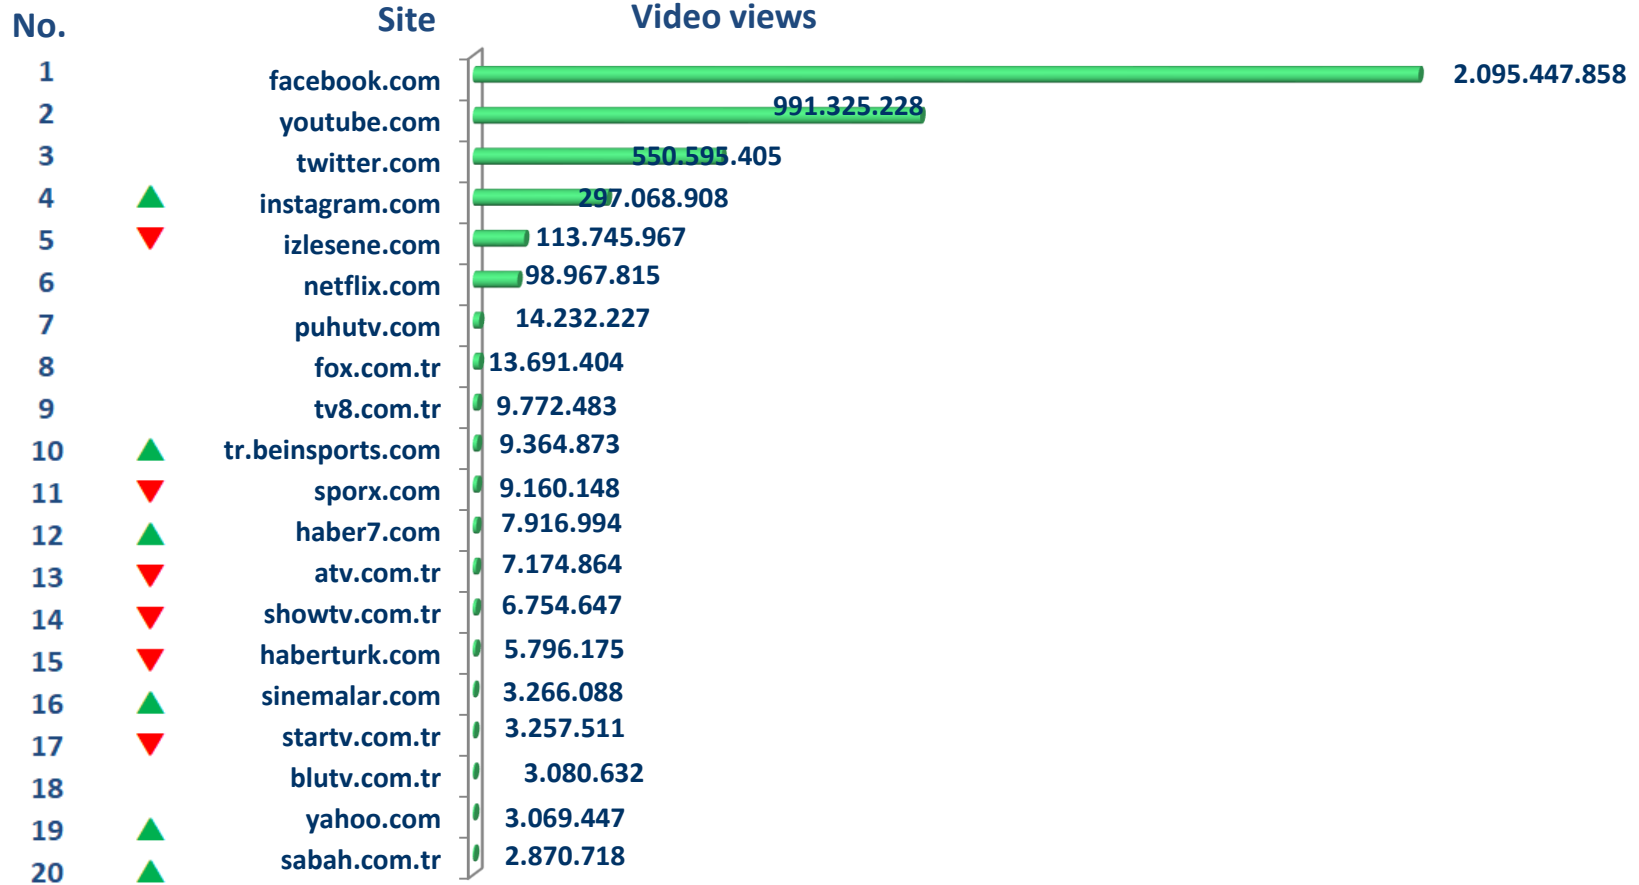 No. Site Video views
1 facebook.com 2.095.447.858
2 youtube.com 991.325.228
3 twitter.com 550.595.405
4 instagram.com 297.068.908
5 izlesene.com 113.745.967
6 netflix.com 98.967.815
7 puhutv.com 14.232.227
8 fox.com.tr 13.691.404
9 tv8.com.tr 9.772.483
10 tr.beinsports.com 9.364.873
11 sporx.com 9.160.148
12 haber7.com 7.916.994
13 atv.com.tr 7.174.864
14 showtv.com.tr 6.754.647
15 haberturk.com 5.796.175
16 sinemalar.com 3.266.088
17 startv.com.tr 3.257.511
18 blutv.com.tr 3.080.632
19 yahoo.com 3.069.447
20 sabah.com.tr 2.870.718